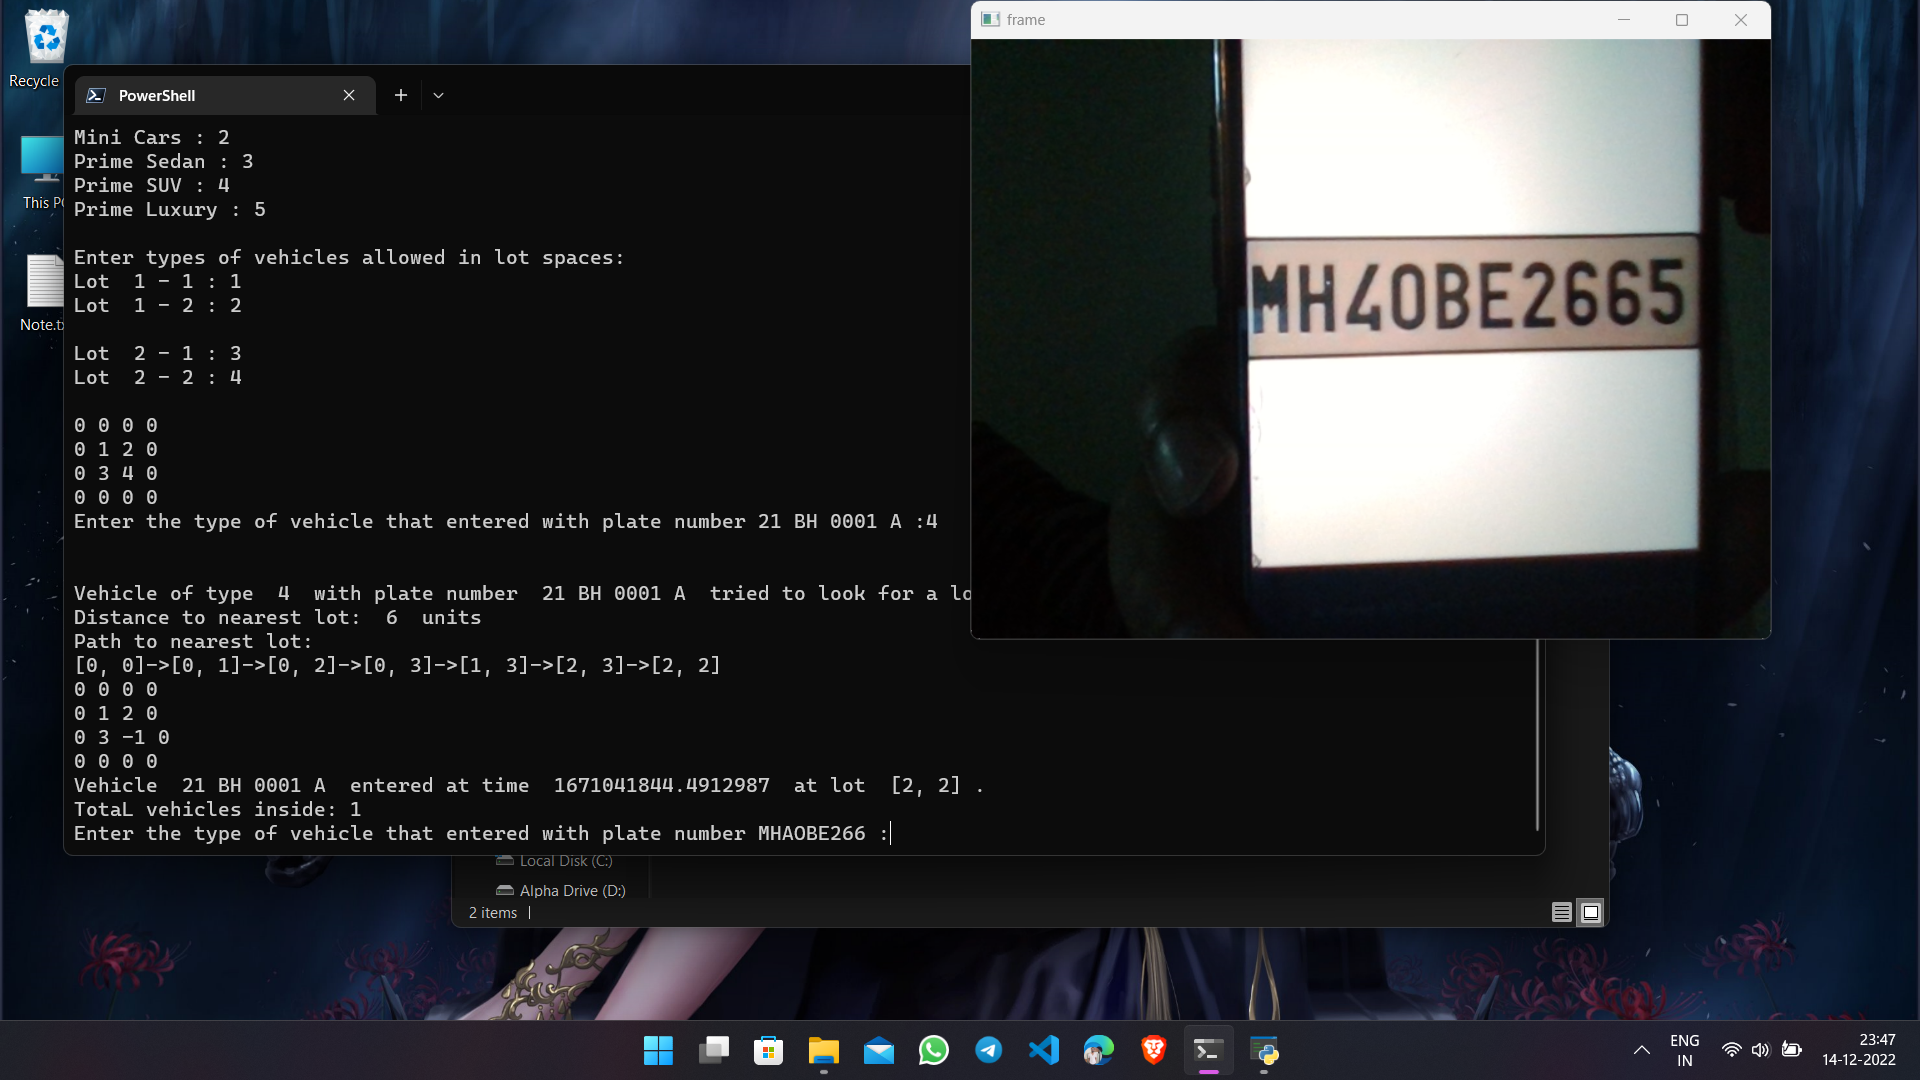 Recycle
This PC
Note.tx
PowerShell
Mini Cars : 2
Prime Sedan : 3
Prime SUV : 4
Prime Luxury : 5
Enter types of vehicles allowed in lot spaces:
Lot  1 - 1 : 1
Lot  1 - 2 : 2
Lot  2 - 1 : 3
Lot  2 - 2 : 4
0 0 0 0
0 1 2 0
0 3 4 0
0 0 0 0
Enter the type of vehicle that entered with plate number 21 BH 0001 A :4
Vehicle of type  4  with plate number  21 BH 0001 A  tried to look for a lo
Distance to nearest lot:  6  units
Path to nearest lot:
[0, 0]->[0, 1]->[0, 2]->[0, 3]->[1, 3]->[2, 3]->[2, 2]
0 0 0 0
0 1 2 0
0 3 -1 0
0 0 0 0
Vehicle  21 BH 0001 A  entered at time  1671041844.4912987  at lot  [2, 2] .
TotaL vehicles inside: 1
Enter the type of vehicle that entered with plate number MHAOBE266 :
frame
MH40BE2665
Local Disk (C:)
Alpha Drive (D:)
2 items
ENG
IN
23:47
14-12-2022